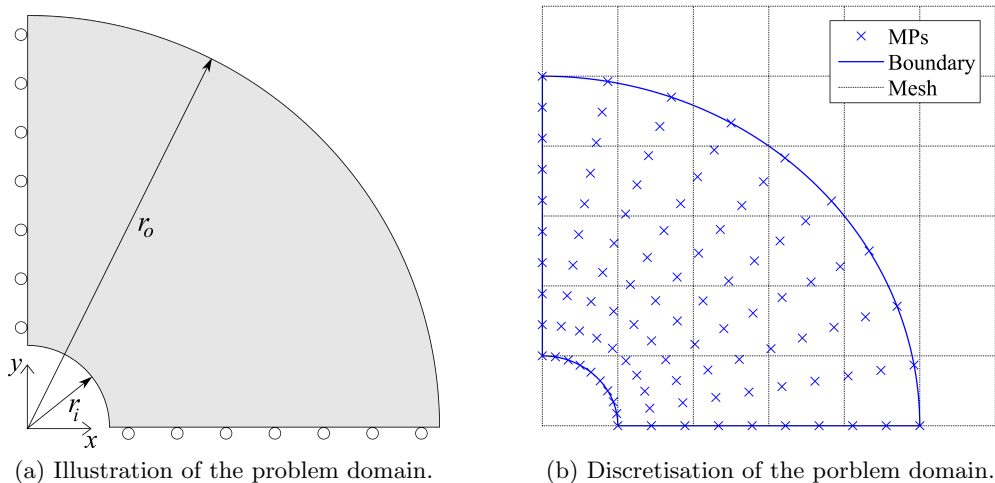 r_o
y
r_i
x
MPs
Boundary
Mesh
(a) Illustration of the problem domain.
(b) Discretisation of the porblem domain.